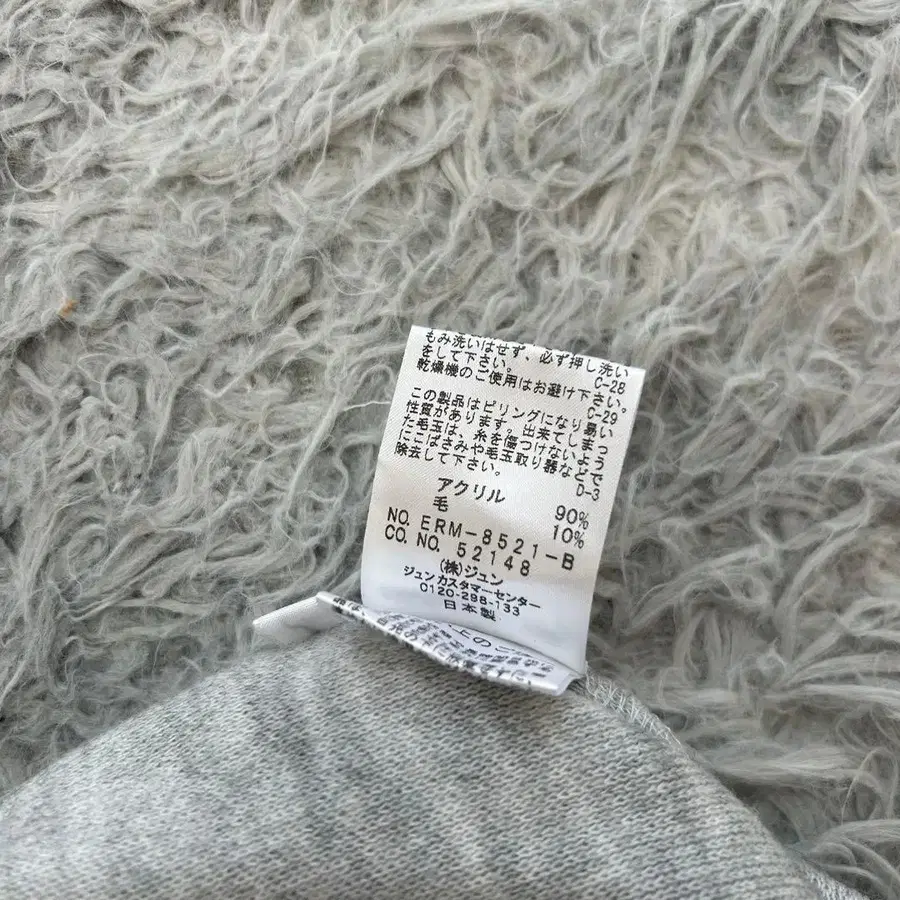 もみ洗いはせず、必ず押し洗い
をして下さい。 C-28
乾燥機のご使用はお避け下さい。
C-29
この製品はピリングになり易い
性質があります。出来てしまっ
た毛玉は、糸を傷つけないよう
ににこばさみや毛玉取り器などで
除去して下さい。 D-3
アクリル 90%
毛 10%
NO. ERM-8521-B
CO. NO. 52148
(株)ジュン
ジュンカスタマーセンター
0120-298-133
日本製
上のご